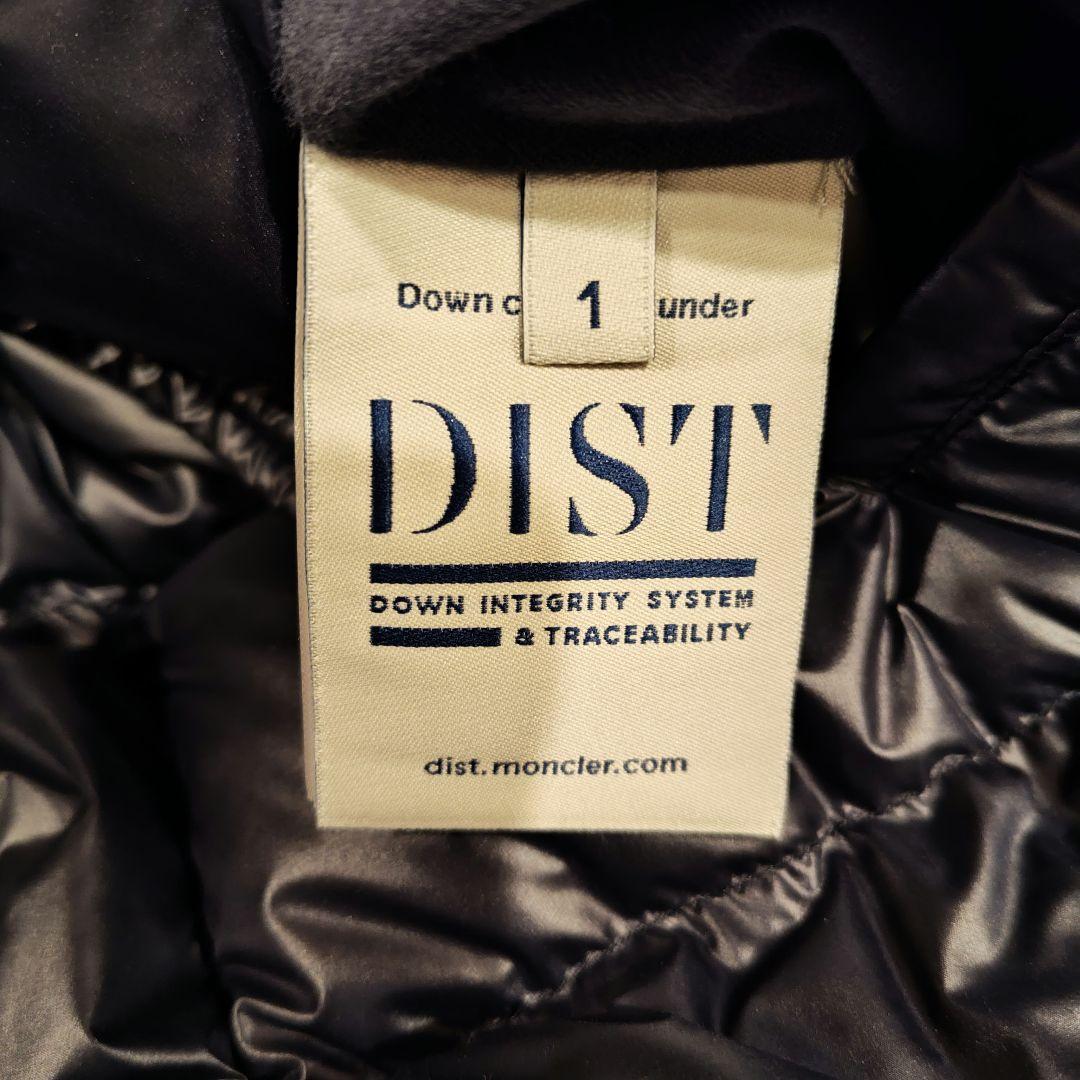 Down c 1 under
DIST
DOWN INTEGRITY SYSTEM
& TRACEABILITY
dist.moncler.com